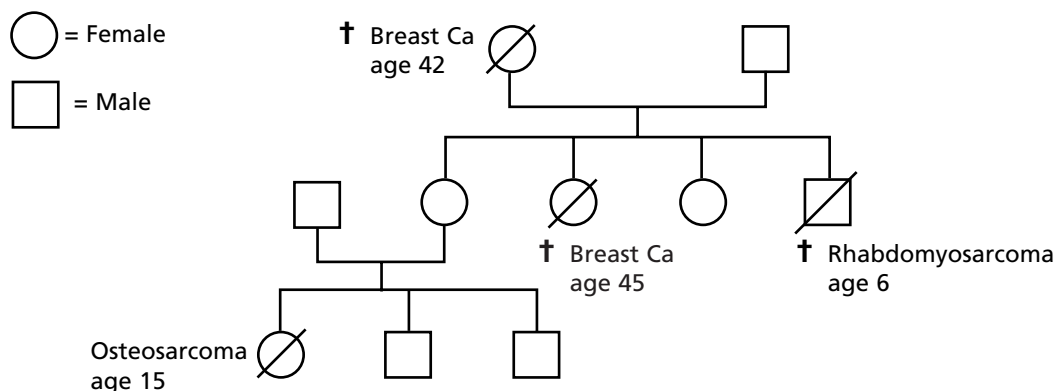 = Female
= Male
† Breast Ca
age 42
† Breast Ca
age 45
† Rhabdomyosarcoma
age 6
Osteosarcoma
age 15